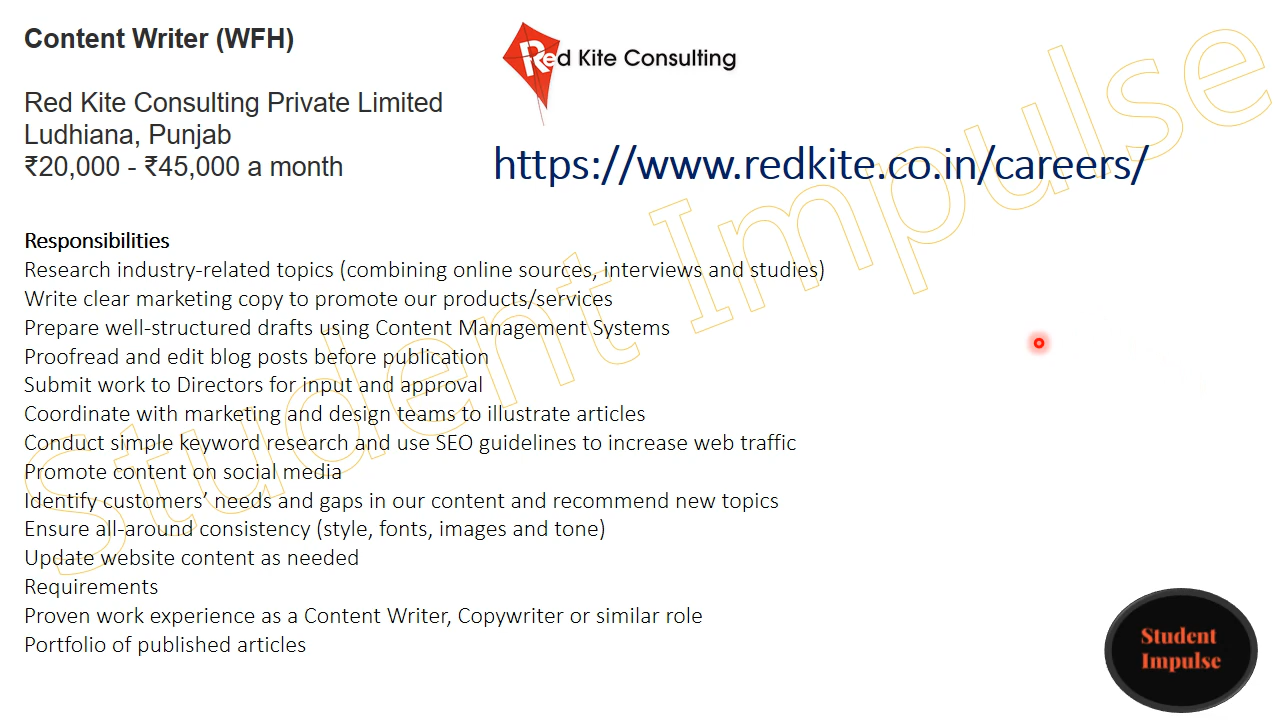 Content Writer (WFH)
Red Kite Consulting
Red Kite Consulting Private Limited
Ludhiana, Punjab
₹20,000 - ₹45,000 a month
https://www.redkite.co.in/careers/
Responsibilities
Research industry-related topics (combining online sources, interviews and studies)
Write clear marketing copy to promote our products/services
Prepare well-structured drafts using Content Management Systems
Proofread and edit blog posts before publication
Submit work to Directors for input and approval
Coordinate with marketing and design teams to illustrate articles
Conduct simple keyword research and use SEO guidelines to increase web traffic
Promote content on social media
Identify customers’ needs and gaps in our content and recommend new topics
Ensure all-around consistency (style, fonts, images and tone)
Update website content as needed
Requirements
Proven work experience as a Content Writer, Copywriter or similar role
Portfolio of published articles
Student Impulse
Student
Impulse